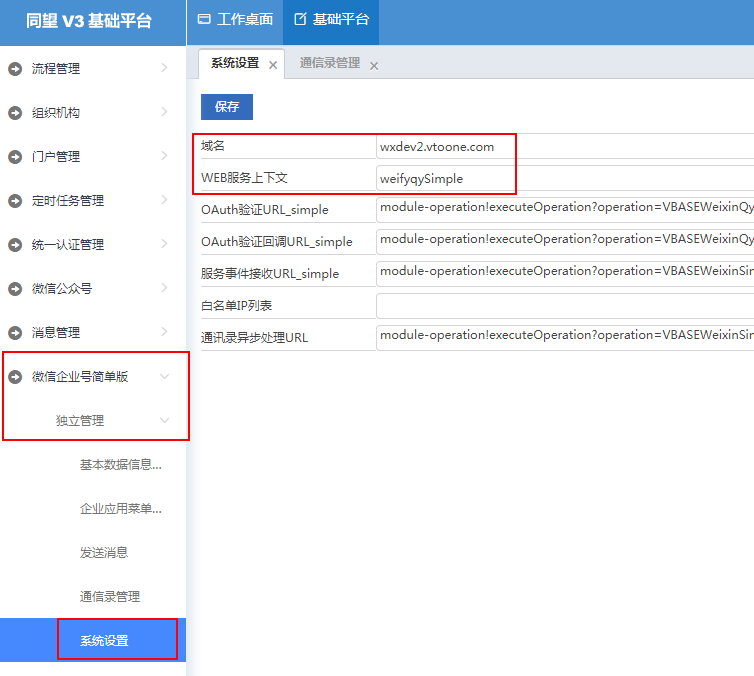 同望 V3 基础平台
工作桌面
基础平台
流程管理
组织机构
门户管理
定时任务管理
统一认证管理
微信公众号
消息管理
微信企业号简单版
独立管理
基本数据信息...
企业应用菜单...
发送消息
通信录管理
系统设置
系统设置
通信录管理
保存
域名 wxdev2.vtoone.com
WEB服务上下文 weifyqySimple
OAuth验证URL_simple module-operation!executeOperation?operation=VBASEWeixinQy
OAuth验证回调URL_simple module-operation!executeOperation?operation=VBASEWeixinQy
服务事件接收URL_simple module-operation!executeOperation?operation=VBASEWeixinSim
白名单IP列表
通讯录异步处理URL module-operation!executeOperation?operation=VBASEWeixinSim